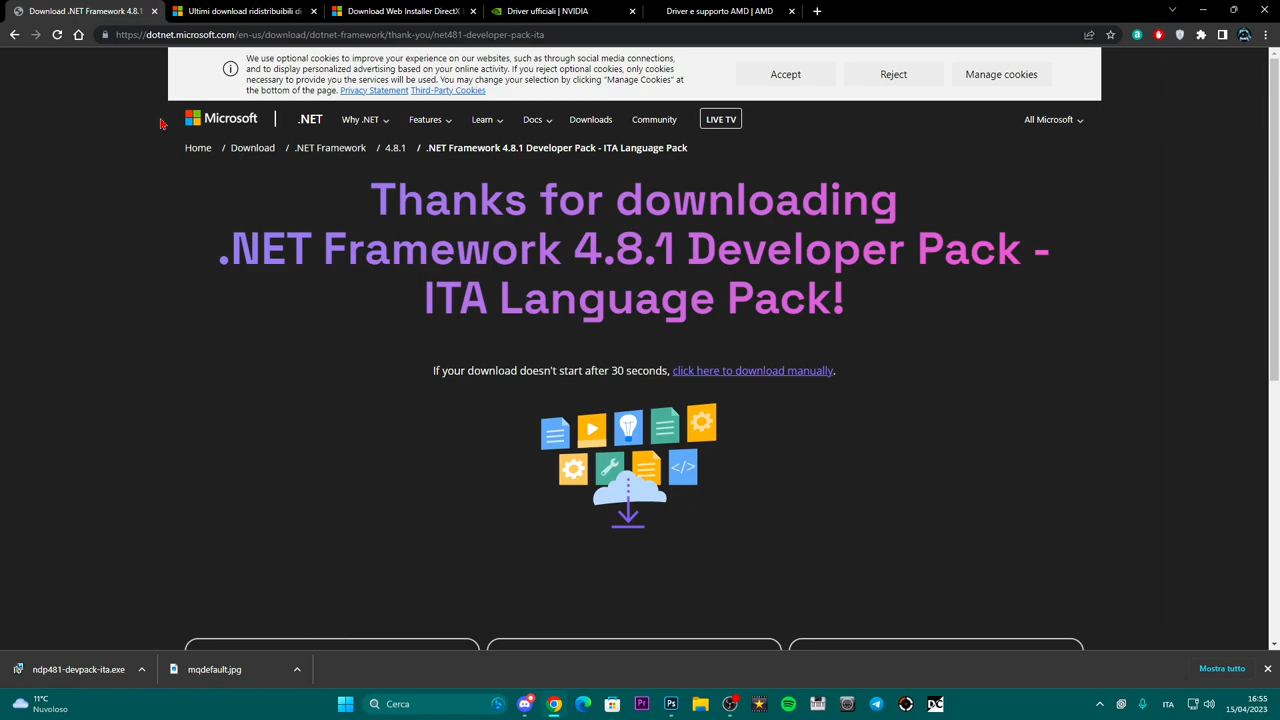 Download .NET Framework 4.8.1
Ultimi download ridistribuibili di
Download Web Installer DirectX
Driver ufficiali | NVIDIA
Driver e supporto AMD | AMD
https://dotnet.microsoft.com/en-us/download/dotnet-framework/thank-you/net481-developer-pack-ita
We use optional cookies to improve your experience on our websites, such as through social media connections,
and to display personalized advertising based on your online activity. If you reject optional cookies, only cookies
necessary to provide you the services will be used. You may change your selection by clicking “Manage Cookies” at
the bottom of the page. Privacy Statement Third-Party Cookies
Accept
Reject
Manage cookies
Microsoft
.NET
Why .NET
Features
Learn
Docs
Downloads
Community
LIVE TV
All Microsoft
Home / Download / .NET Framework / 4.8.1 / .NET Framework 4.8.1 Developer Pack - ITA Language Pack
Thanks for downloading
.NET Framework 4.8.1 Developer Pack -
ITA Language Pack!
If your download doesn't start after 30 seconds, click here to download manually.
</>
ndp481-devpack-ita.exe
mqdefault.jpg
Mostra tutto
11°C
Nuvoloso
Cerca
Pr
Ps
DC
ITA
16:55
15/04/2023